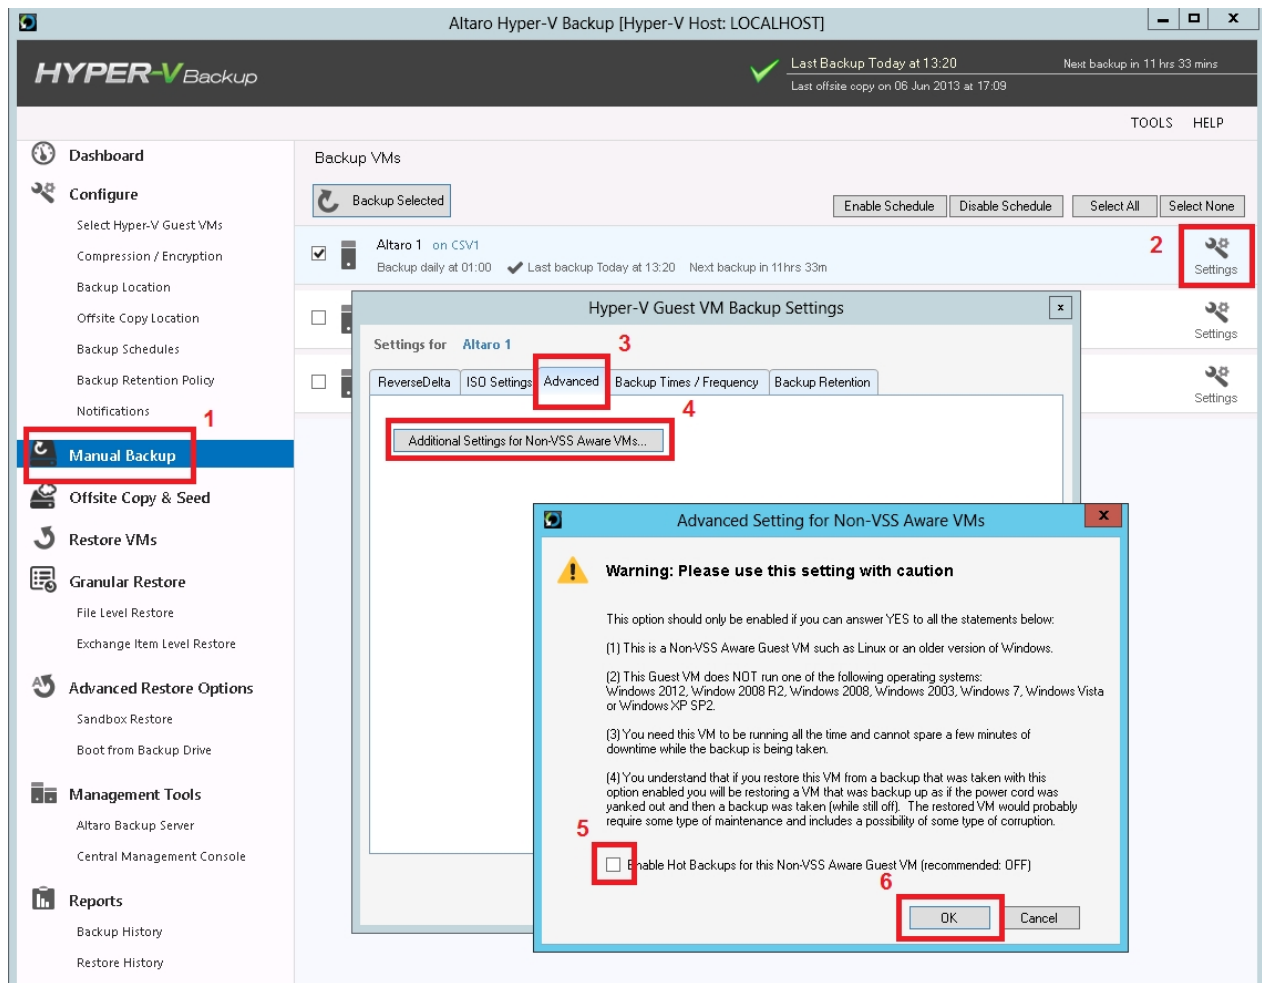 Altaro Hyper-V Backup [Hyper-V Host: LOCALHOST]
x
HYPER-V Backup
Last Backup Today at 13:20
Next backup in 11 hrs 33 mins
Last offsite copy on 06 Jun 2013 at 17:09
TOOLS HELP
Dashboard
Configure
Select Hyper-V Guest VMs
Compression / Encryption
Backup Location
Offsite Copy Location
Backup Schedules
Backup Retention Policy
Notifications
1
Manual Backup
Offsite Copy & Seed
Restore VMs
Granular Restore
File Level Restore
Exchange Item Level Restore
Advanced Restore Options
Sandbox Restore
Boot from Backup Drive
Management Tools
Altaro Backup Server
Central Management Console
Reports
Backup History
Restore History
Backup VMs
Backup Selected
Enable Schedule Disable Schedule Select All Select None
Altaro 1 on CSV1
Backup daily at 01:00 Last backup Today at 13:20 Next backup in 11hrs 33m
2
Settings
Settings
Settings
Hyper-V Guest VM Backup Settings
x
Settings for Altaro 1
3
ReverseDelta ISO Settings Advanced Backup Times / Frequency Backup Retention
4
Additional Settings for Non-VSS Aware VMs...
Advanced Setting for Non-VSS Aware VMs
x
Warning: Please use this setting with caution
This option should only be enabled if you can answer YES to all the statements below:
(1) This is a Non-VSS Aware Guest VM such as Linux or an older version of Windows.
(2) This Guest VM does NOT run one of the following operating systems:
Windows 2012, Window 2008 R2, Windows 2008, Windows 2003, Windows 7, Windows Vista
or Windows XP SP2.
(3) You need this VM to be running all the time and cannot spare a few minutes of
downtime while the backup is being taken.
(4) You understand that if you restore this VM from a backup that was taken with this
option enabled you will be restoring a VM that was backup up as if the power cord was
yanked out and then a backup was taken (while still off). The restored VM would probably
require some type of maintenance and includes a possibility of some type of corruption.
5
Enable Hot Backups for this Non-VSS Aware Guest VM (recommended: OFF)
6
OK Cancel